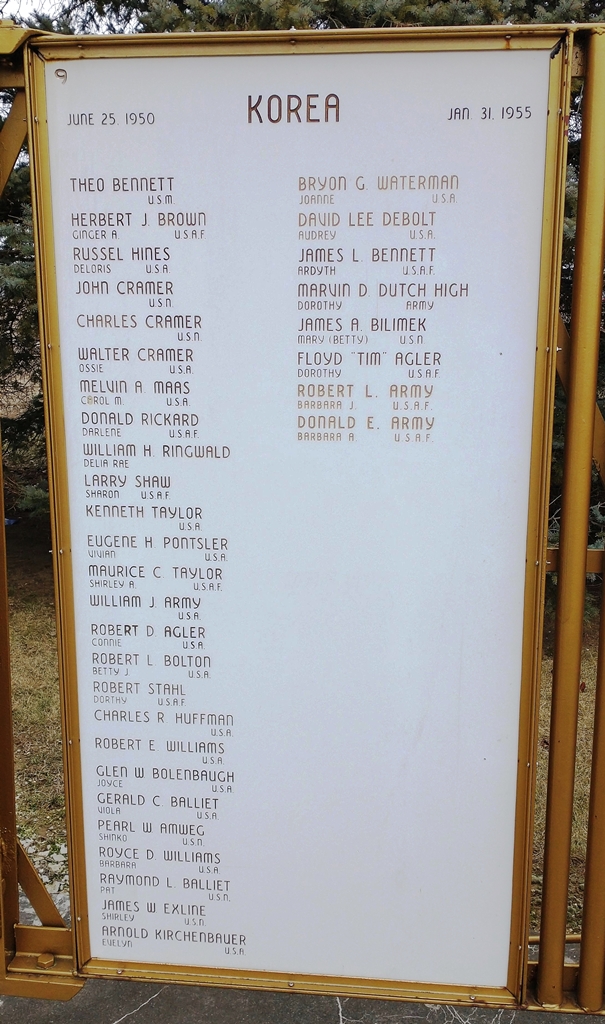 9
KOREA
JUNE 25, 1950 JAN. 31, 1955
THEO BENNETT
U.S.M.
HERBERT J. BROWN
GINGER A. U.S.A.F.
RUSSEL HINES
DELORIS U.S.A.
JOHN CRAMER
U.S.N.
CHARLES CRAMER
U.S.N.
WALTER CRAMER
OSSIE U.S.A.
MELVIN A. MAAS
CAROL M. U.S.A.
DONALD RICKARD
DARLENE U.S.A.F.
WILLIAM H. RINGWALD
DELIA RAE
LARRY SHAW
SHARON U.S.A.F.
KENNETH TAYLOR
U.S.A.
EUGENE H. PONTSLER
VIVIAN U.S.A.
MAURICE C. TAYLOR
SHIRLEY A. U.S.A.F.
WILLIAM J. ARMY
U.S.A.
ROBERT D. AGLER
CONNIE U.S.A.
ROBERT L. BOLTON
BETTY J. U.S.A.
ROBERT STAHL
DORTHY U.S.A.F.
CHARLES R. HUFFMAN
U.S.A.
ROBERT E. WILLIAMS
U.S.A.
GLEN W. BOLENBAUGH
JOYCE U.S.A.
GERALD C. BALLIET
VIOLA U.S.A.
PEARL W. AMWEG
SHINKO U.S.N.
ROYCE D. WILLIAMS
BARBARA U.S.A.
RAYMOND L. BALLIET
PAT U.S.N.
JAMES W. EXLINE
SHIRLEY U.S.N.
ARNOLD KIRCHENBAUER
EVELYN U.S.A.
BRYON G. WATERMAN
JOANNE U.S.A.
DAVID LEE DEBOLT
AUDREY U.S.A.
JAMES L. BENNETT
ARDYTH U.S.A.F.
MARVIN D. DUTCH HIGH
DOROTHY ARMY
JAMES A. BILIMEK
MARY (BETTY) U.S.N
FLOYD "TIM" AGLER
DOROTHY U.S.A.F.
ROBERT L. ARMY
BARBARA J. U.S.A.F.
DONALD E. ARMY
BARBARA A. U.S.A.F.